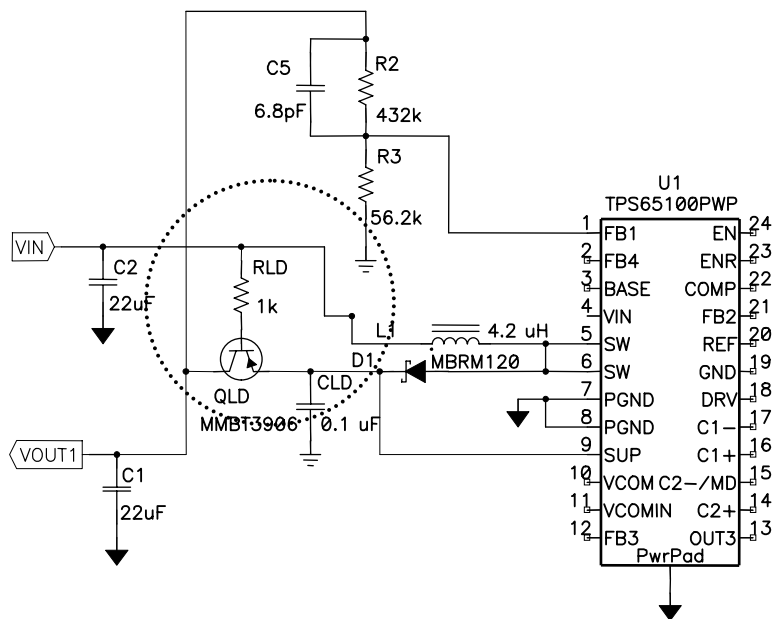 C5
6.8pF
R2
432k
R3
56.2k
U1
TPS65100PWP
VIN
C2
22uF
RLD
1k
QLD
MMBT3906
CLD
0.1 uF
D1
MBRM120
L1
4.2 uH
VOUT1
C1
22uF
1 FB1 EN 24
2 FB4 ENR 23
3 BASE COMP 22
4 VIN FB2 21
5 SW REF 20
6 SW GND 19
7 PGND DRV 18
8 PGND C1- 17
9 SUP C1+ 16
10 VCOM C2-/MD 15
11 VCOMIN C2+ 14
12 FB3 OUT3 13
PwrPad